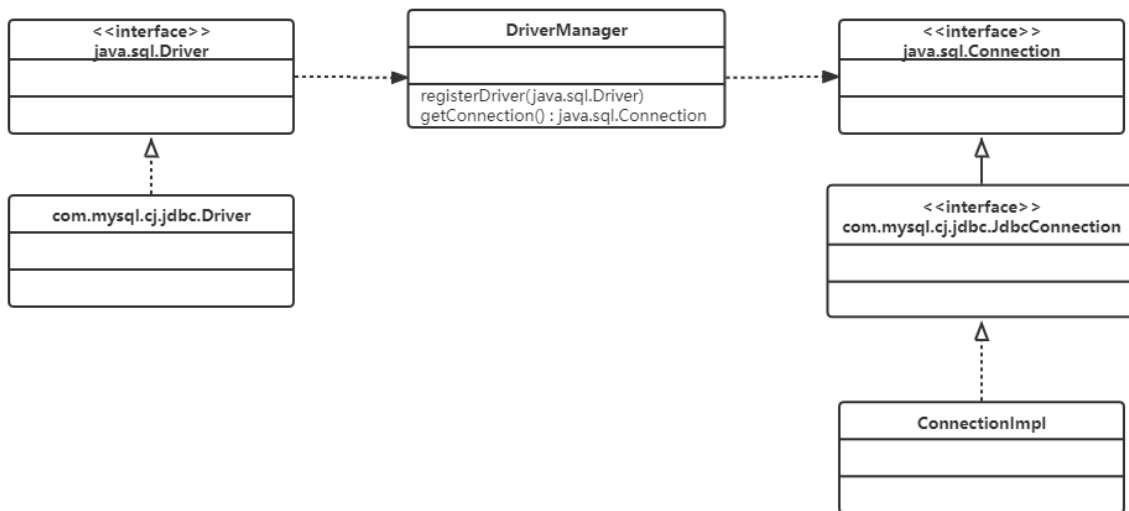 <<interface>>
java.sql.Driver
DriverManager
registerDriver(java.sql.Driver)
getConnection() : java.sql.Connection
<<interface>>
java.sql.Connection
com.mysql.cj.jdbc.Driver
<<interface>>
com.mysql.cj.jdbc.JdbcConnection
ConnectionImpl